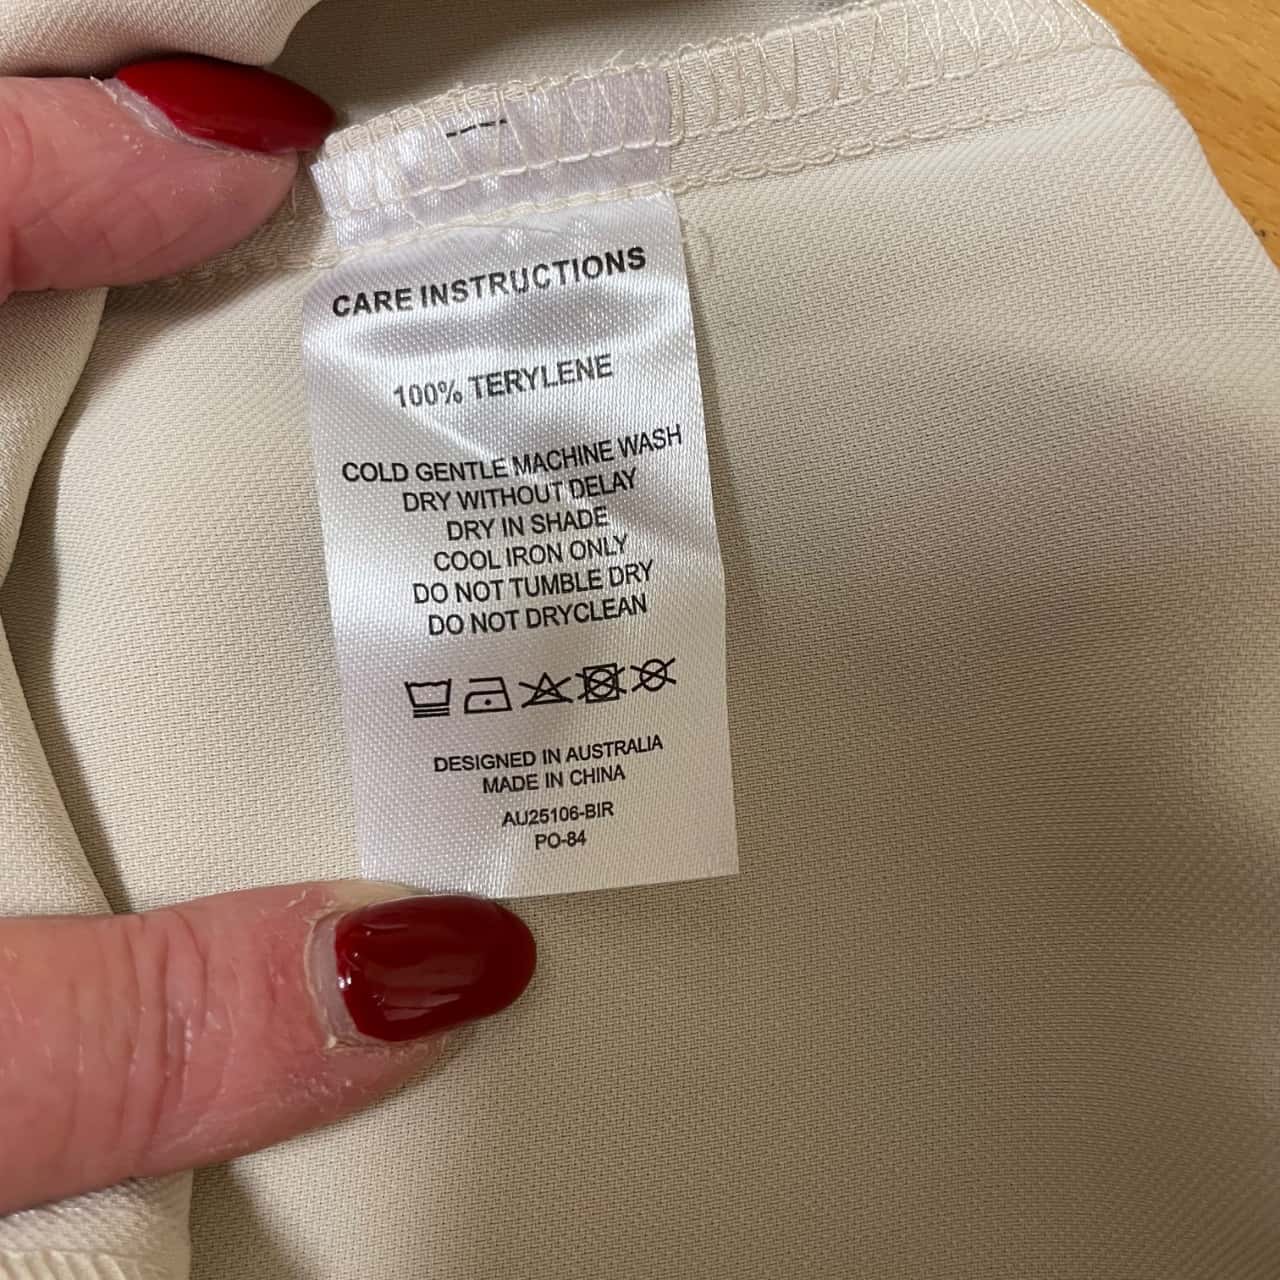 CARE INSTRUCTIONS
100% TERYLENE
COLD GENTLE MACHINE WASH
DRY WITHOUT DELAY
DRY IN SHADE
COOL IRON ONLY
DO NOT TUMBLE DRY
DO NOT DRYCLEAN
DESIGNED IN AUSTRALIA
MADE IN CHINA
AU25106-BIR
PO-84